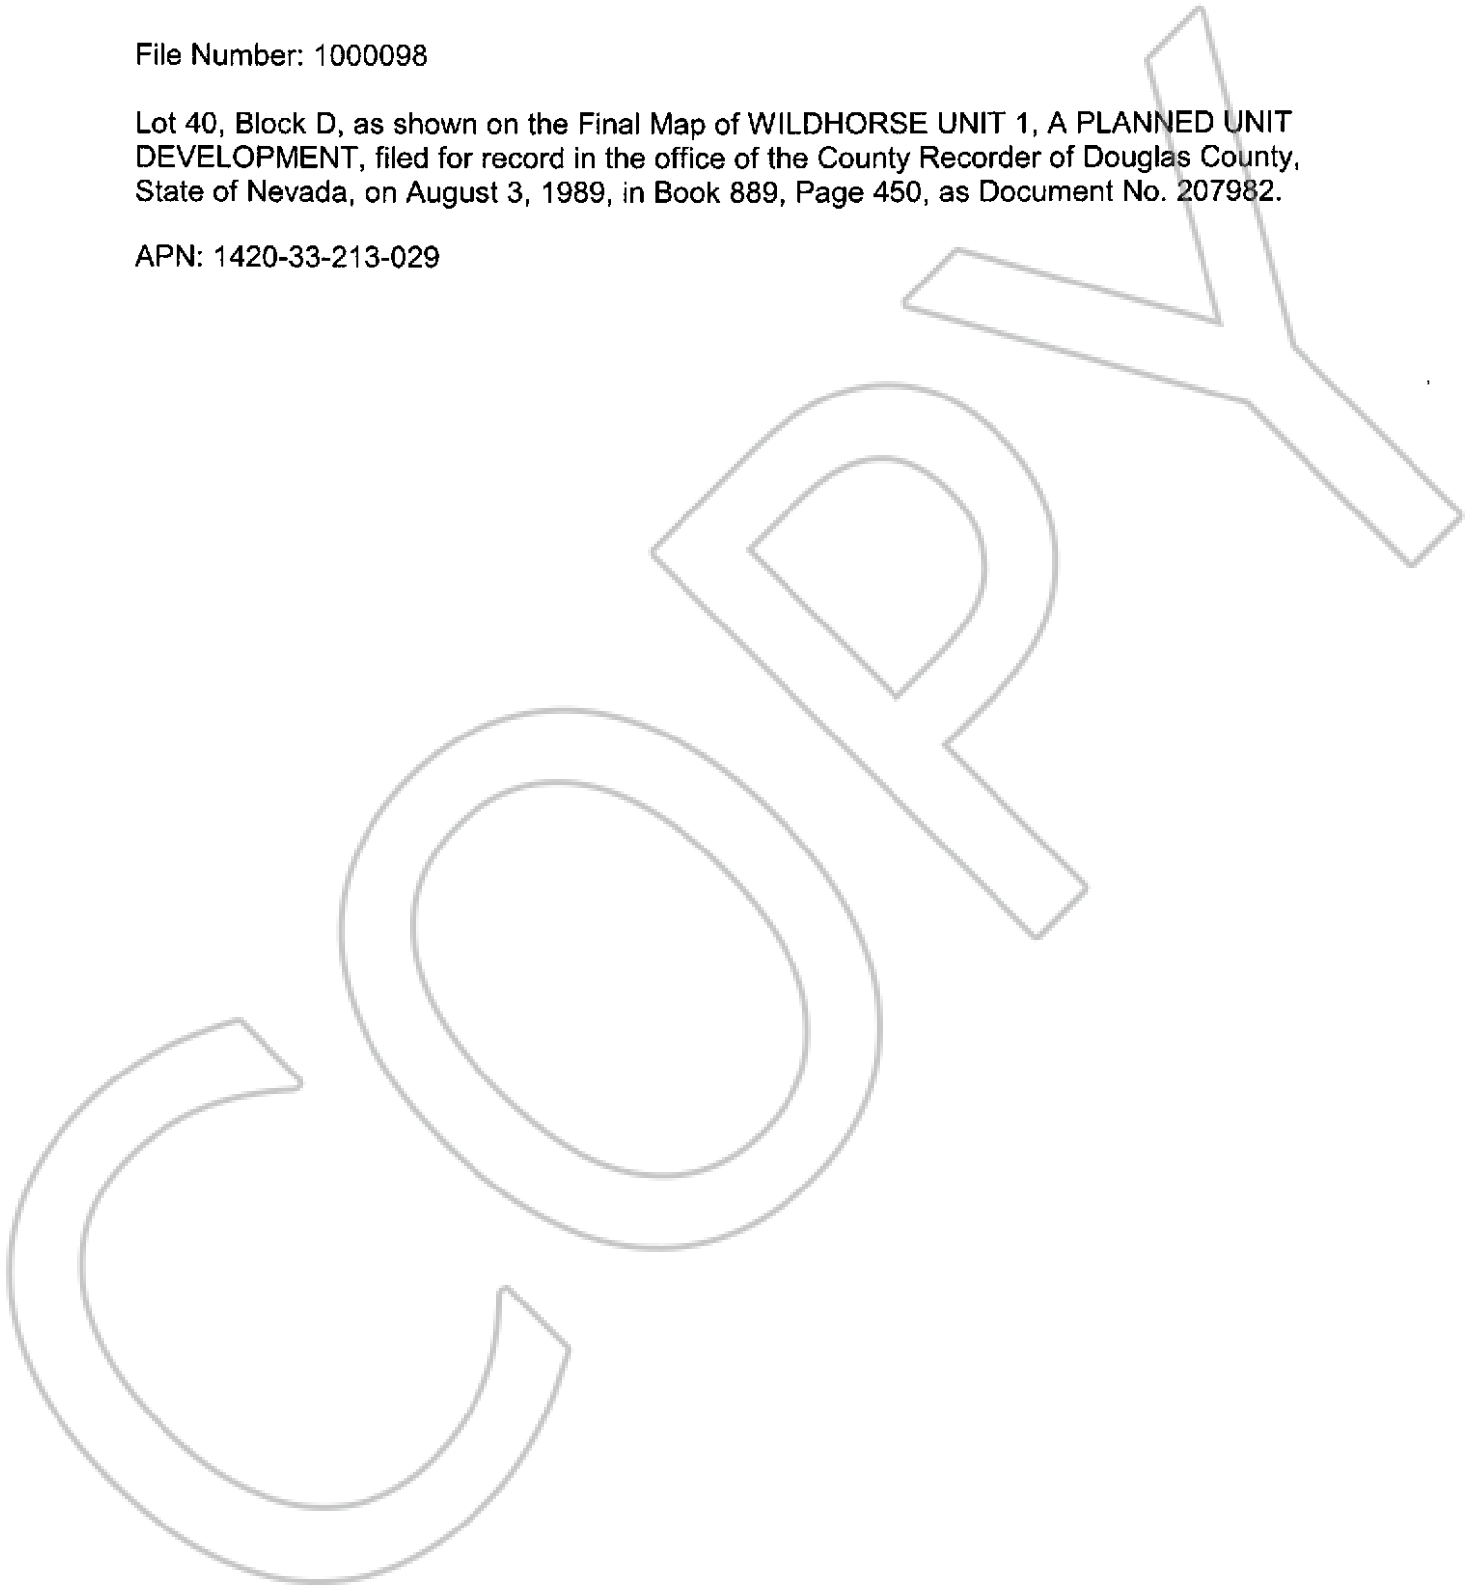 File Number: 1000098
Lot 40, Block D, as shown on the Final Map of WILDHORSE UNIT 1, A PLANNED UNIT
DEVELOPMENT, filed for record in the office of the County Recorder of Douglas County,
State of Nevada, on August 3, 1989, in Book 889, Page 450, as Document No. 207982.
APN: 1420-33-213-029
COPY